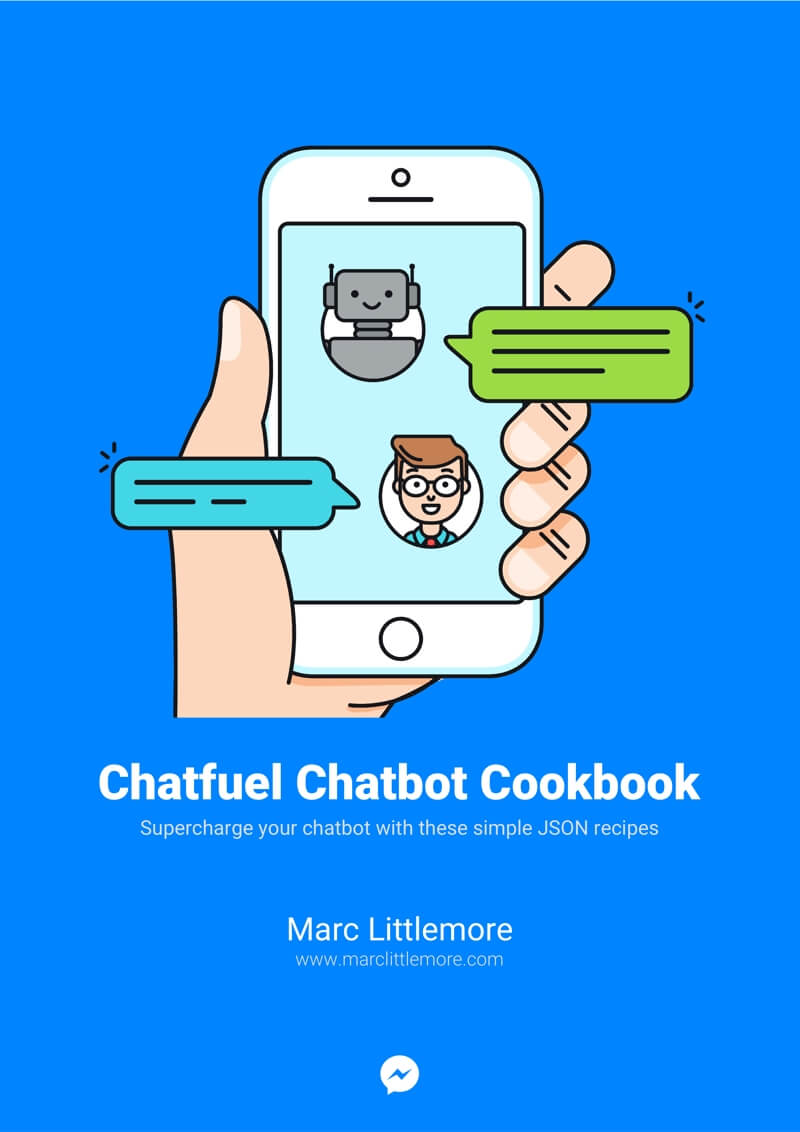 Chatfuel Chatbot Cookbook
Supercharge your chatbot with these simple JSON recipes
Marc Littlemore
www.marclittlemore.com